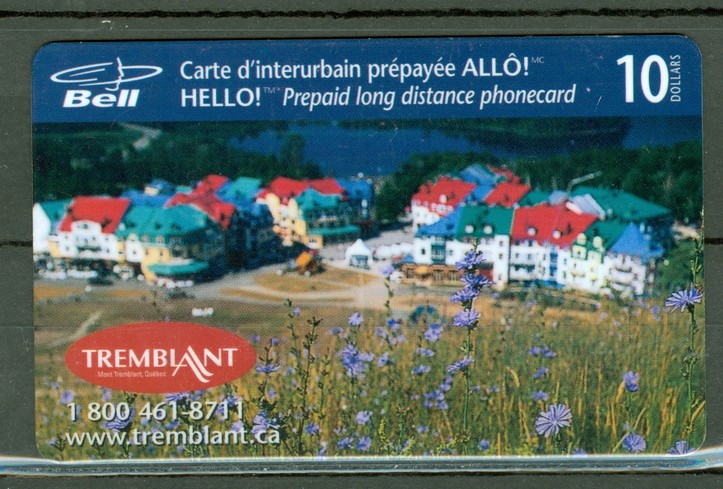 Bell
Carte d'interurbain prépayée ALLÔ!MC
HELLO!™* Prepaid long distance phonecard
10 DOLLARS
TREMBLANT
Mont Tremblant, Québec
1 800 461-8711
www.tremblant.ca